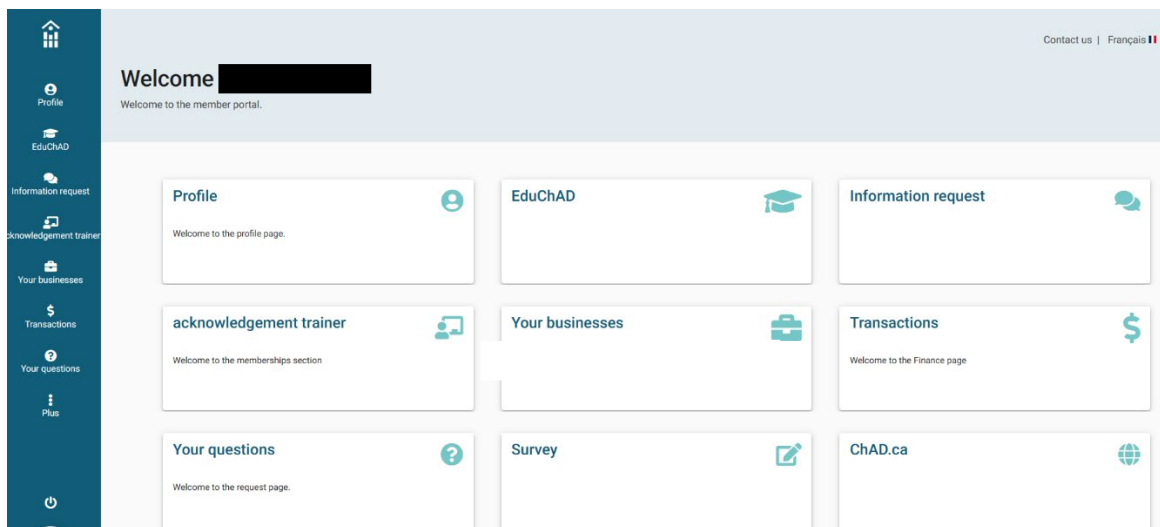 Contact us | Français
Welcome
Welcome to the member portal.
Profile
EduChAD
Information request
cknowledgement trainer
Your businesses
Transactions
Your questions
Plus
Profile
Welcome to the profile page.
EduChAD
Information request
acknowledgement trainer
Welcome to the memberships section
Your businesses
Transactions
Welcome to the Finance page
Your questions
Welcome to the request page.
Survey
ChAD.ca